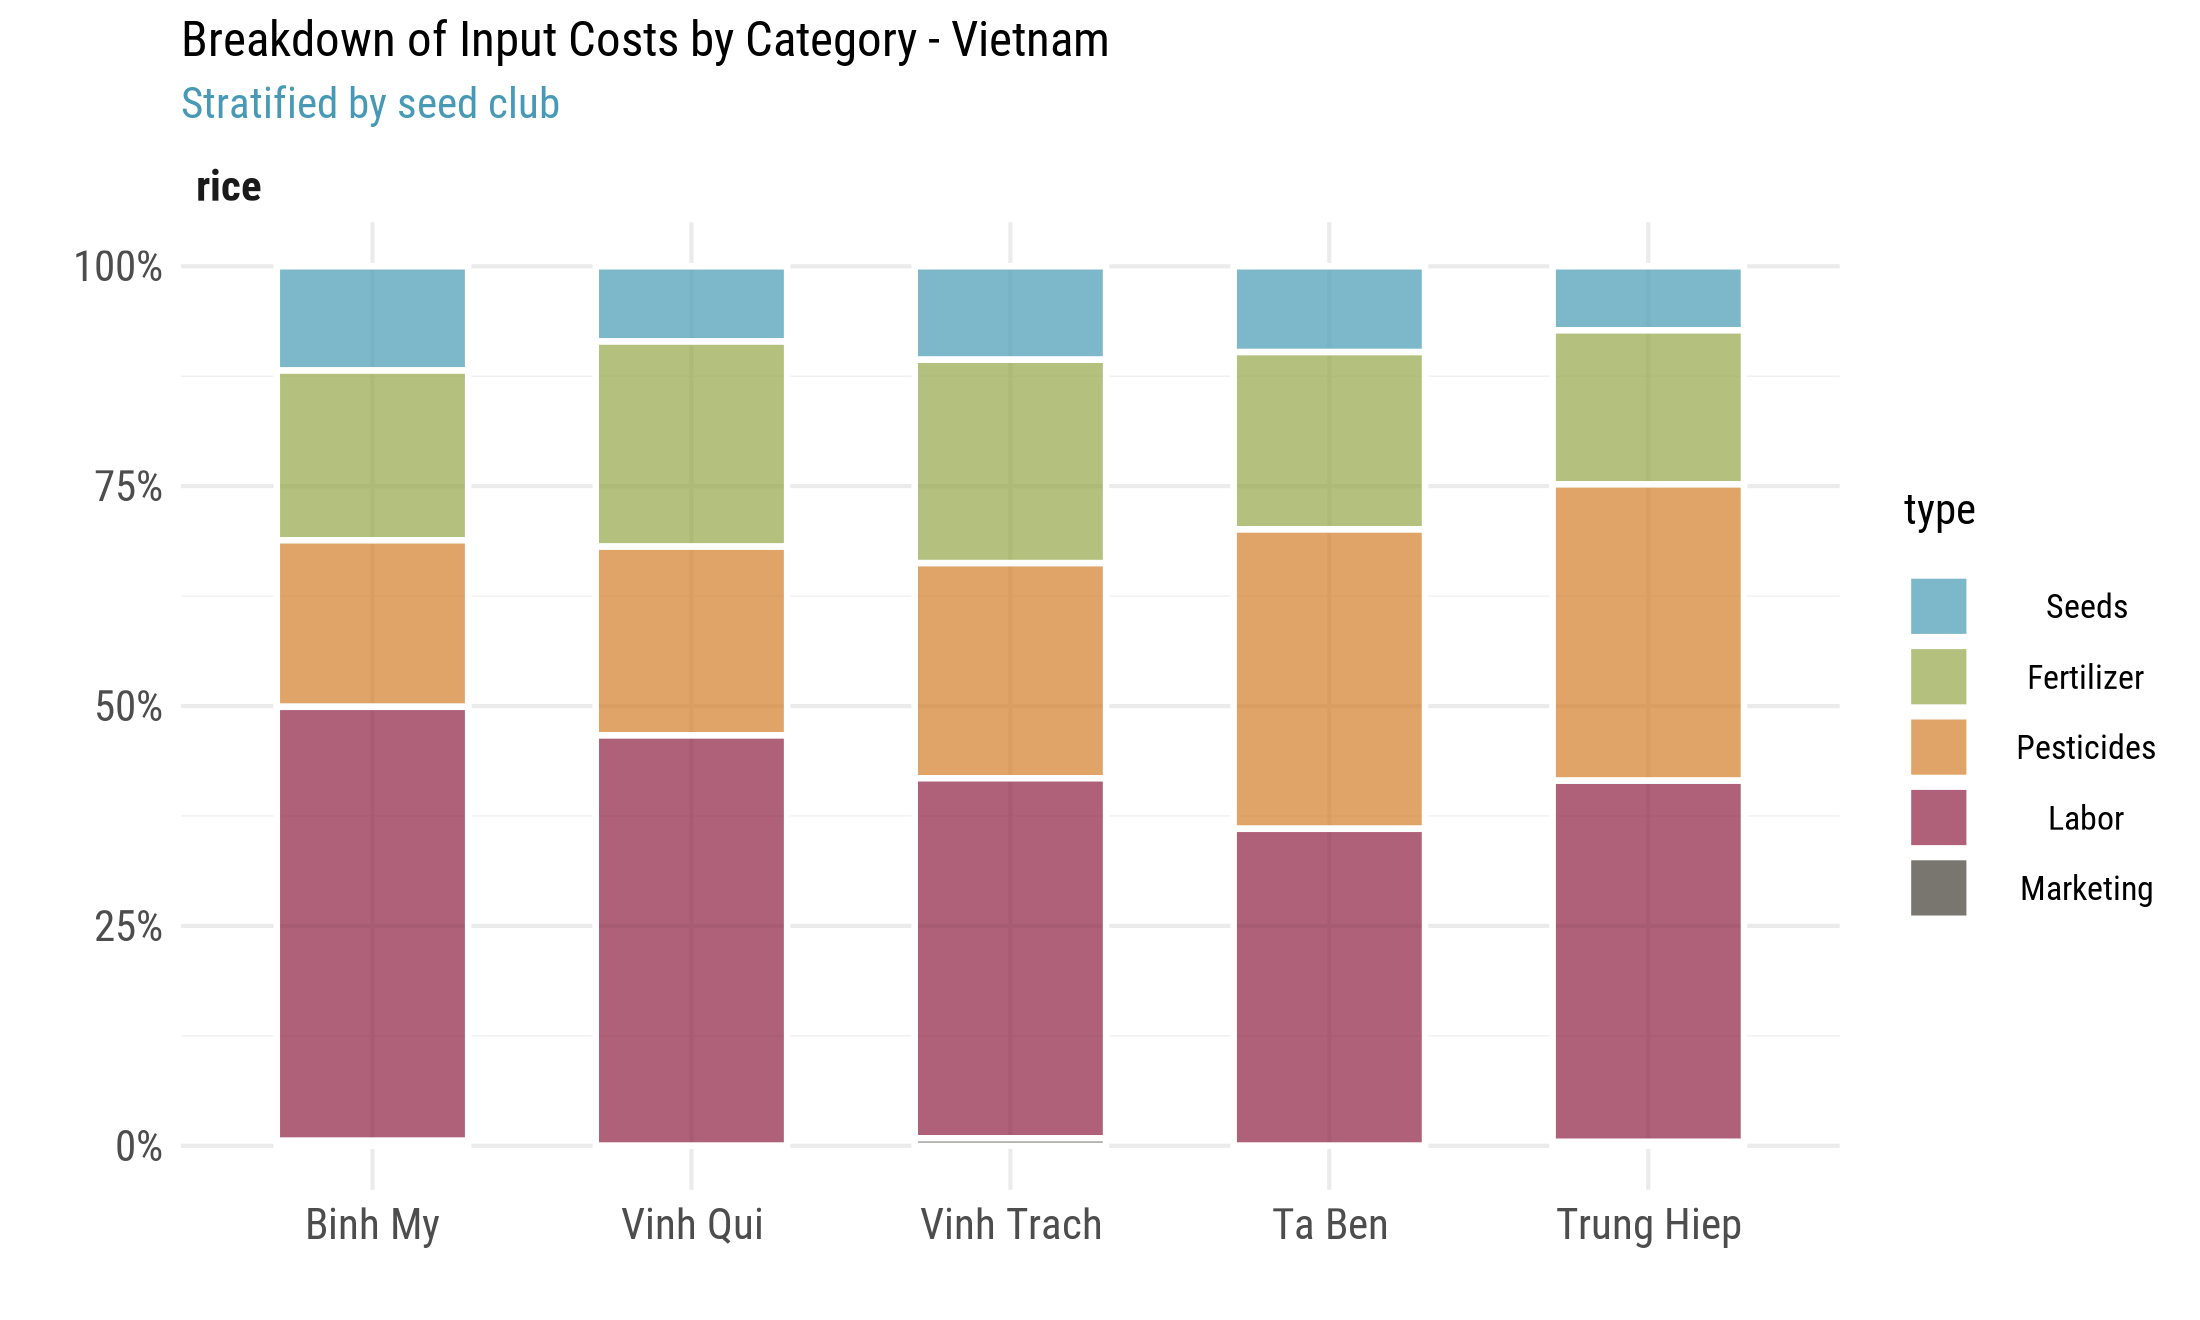 Breakdown of Input Costs by Category - Vietnam
Stratified by seed club
rice
100%
75%
50%
25%
0%
Binh My
Vinh Qui
Vinh Trach
Ta Ben
Trung Hiep
type
Seeds
Fertilizer
Pesticides
Labor
Marketing